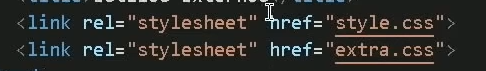 <link rel="stylesheet" href="style.css">
<link rel="stylesheet" href="extra.css">